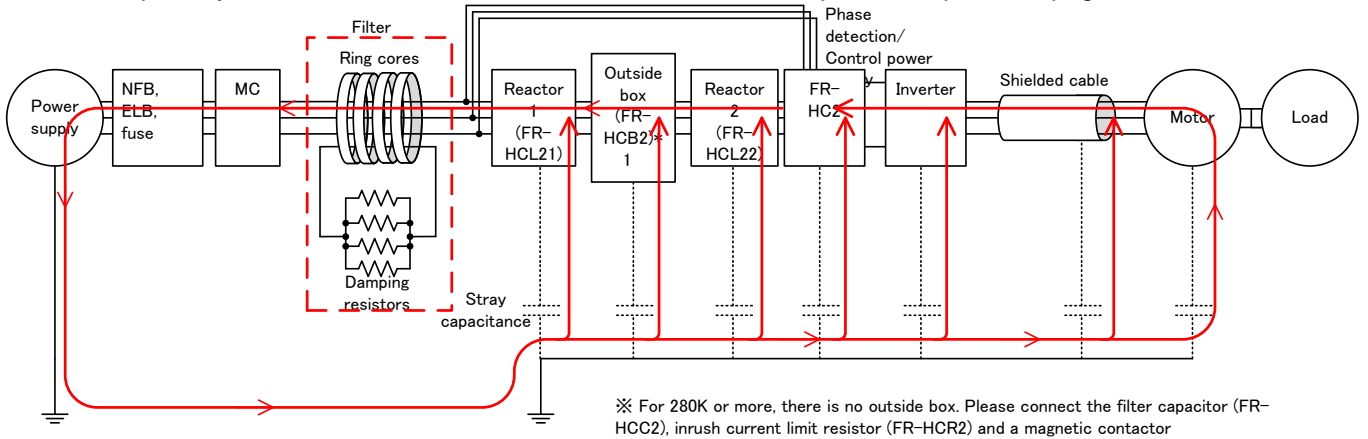 Filter
Ring cores
Phase
detection/
Control power
Power
supply
NFB,
ELB,
fuse
MC
Reactor
1
(FR-
HCL21)
Outside
box
(FR-
HCB2)*
1
Reactor
2
(FR-
HCL22)
FR-
HC2
Inverter
Shielded cable
Motor
Load
Damping
resistors
Stray
capacitance
※ For 280K or more, there is no outside box. Please connect the filter capacitor (FR-
HCC2), inrush current limit resistor (FR-HCR2) and a magnetic contactor